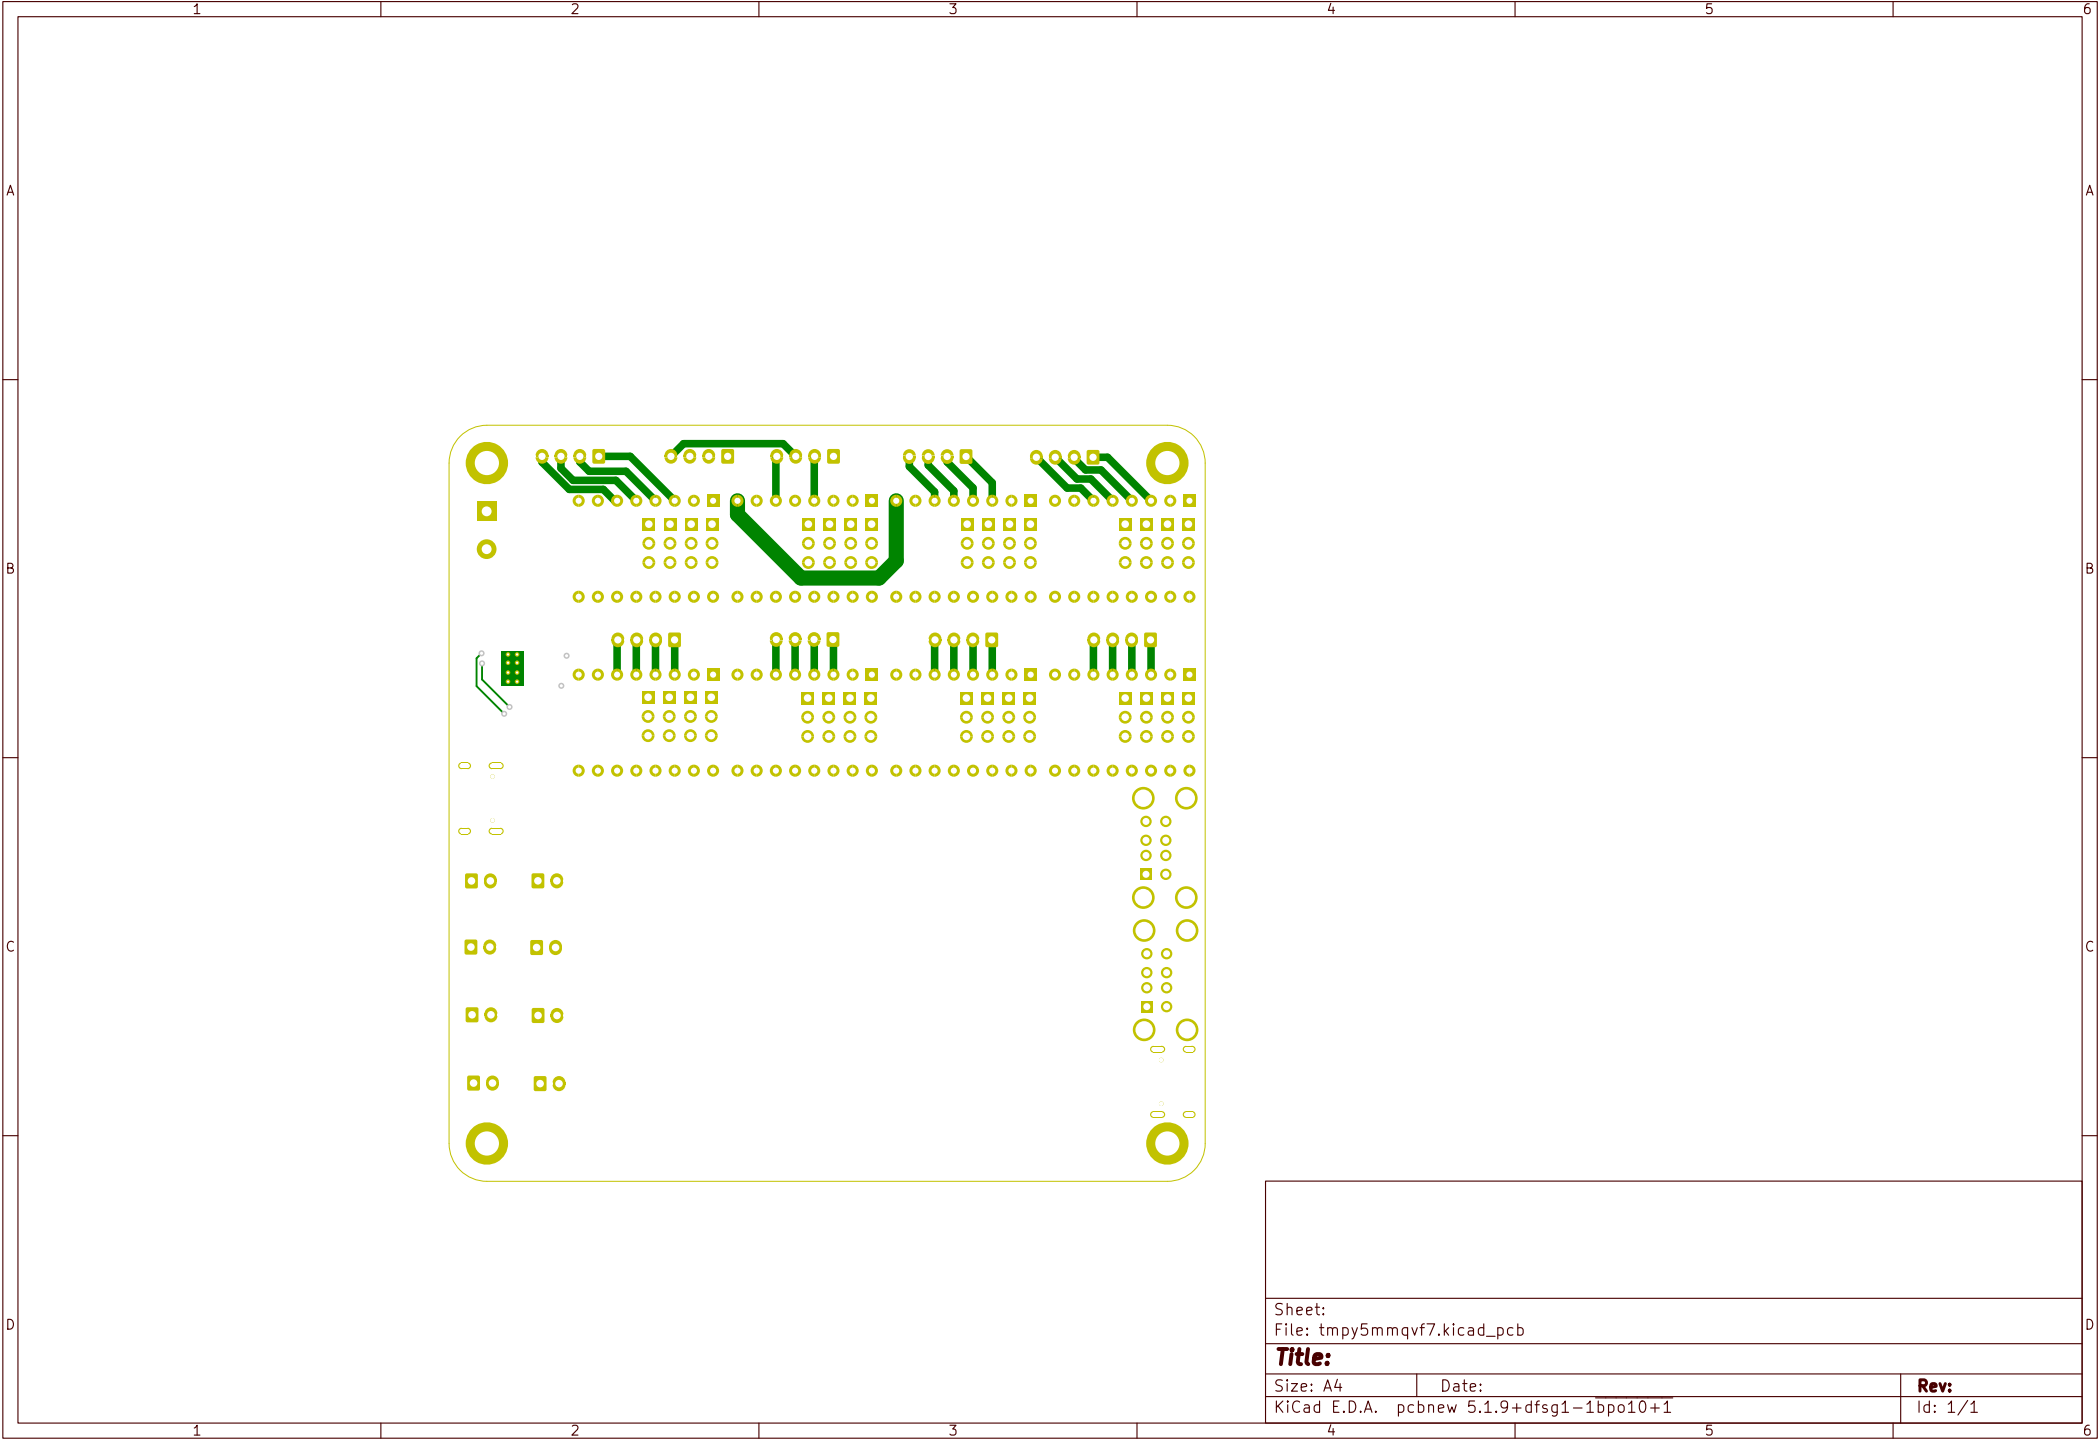 1 2 3 4 5 6
A A
B B
C C
D D
Sheet:
File: tmpy5mmqvf7.kicad_pcb
Title:
Size: A4 Date: Rev:
KiCad E.D.A. pcbnew 5.1.9+dfsg1-1bpo10+1 Id: 1/1
1 2 3 4 5 6